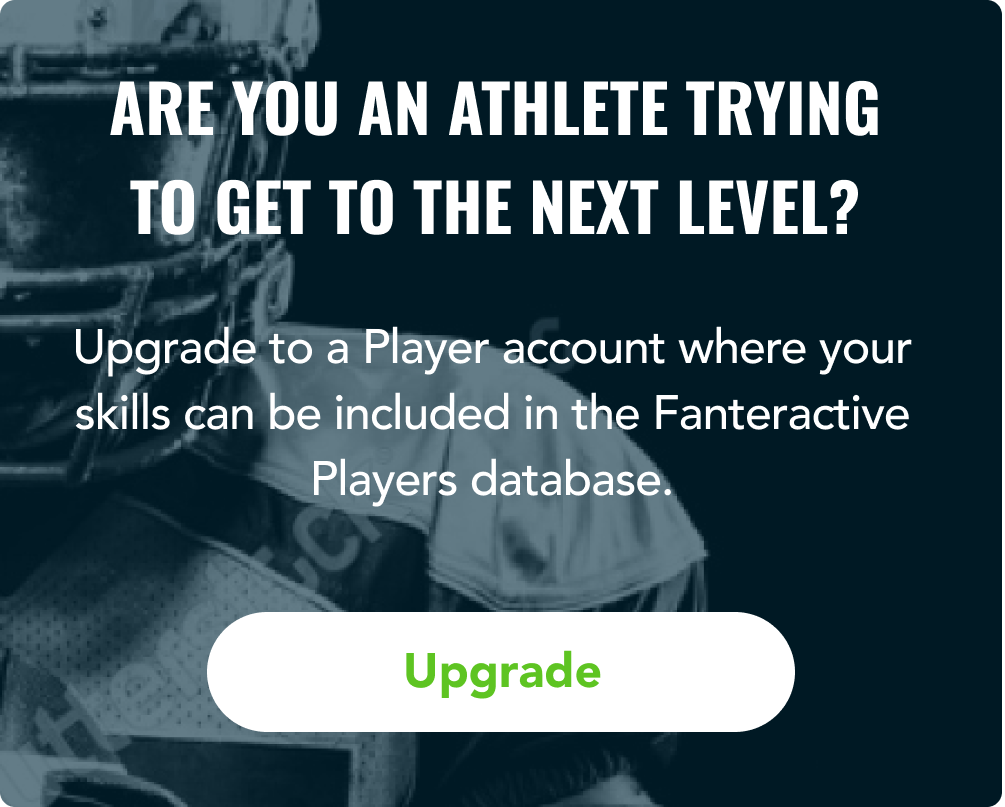 ARE YOU AN ATHLETE TRYING
TO GET TO THE NEXT LEVEL?
Upgrade to a Player account where your
skills can be included in the Fanteractive
Players database.
Upgrade